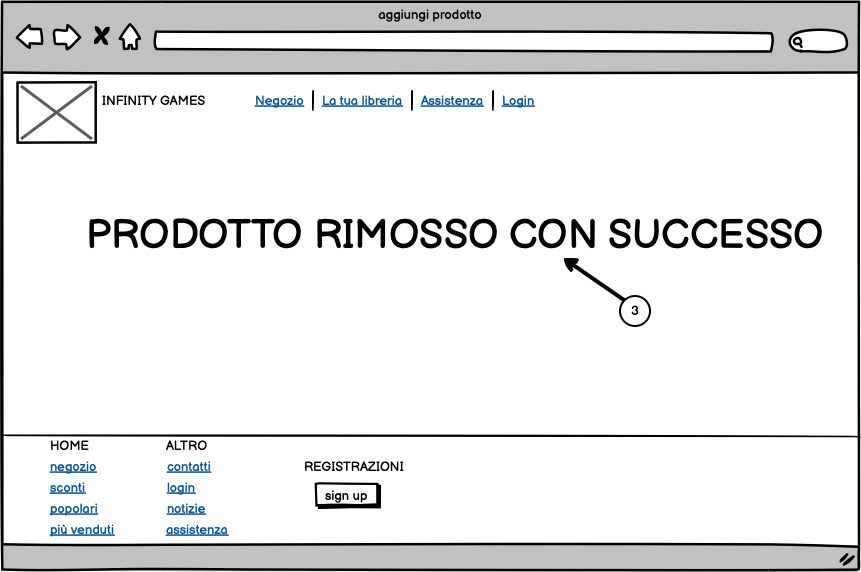 aggiungi prodotto
INFINITY GAMES
Negozio
La tua libreria
Assistenza
Login
PRODOTTO RIMOSSO CON SUCCESSO
3
HOME
negozio
sconti
popolari
più venduti
ALTRO
contatti
login
notizie
assistenza
REGISTRAZIONI
sign up